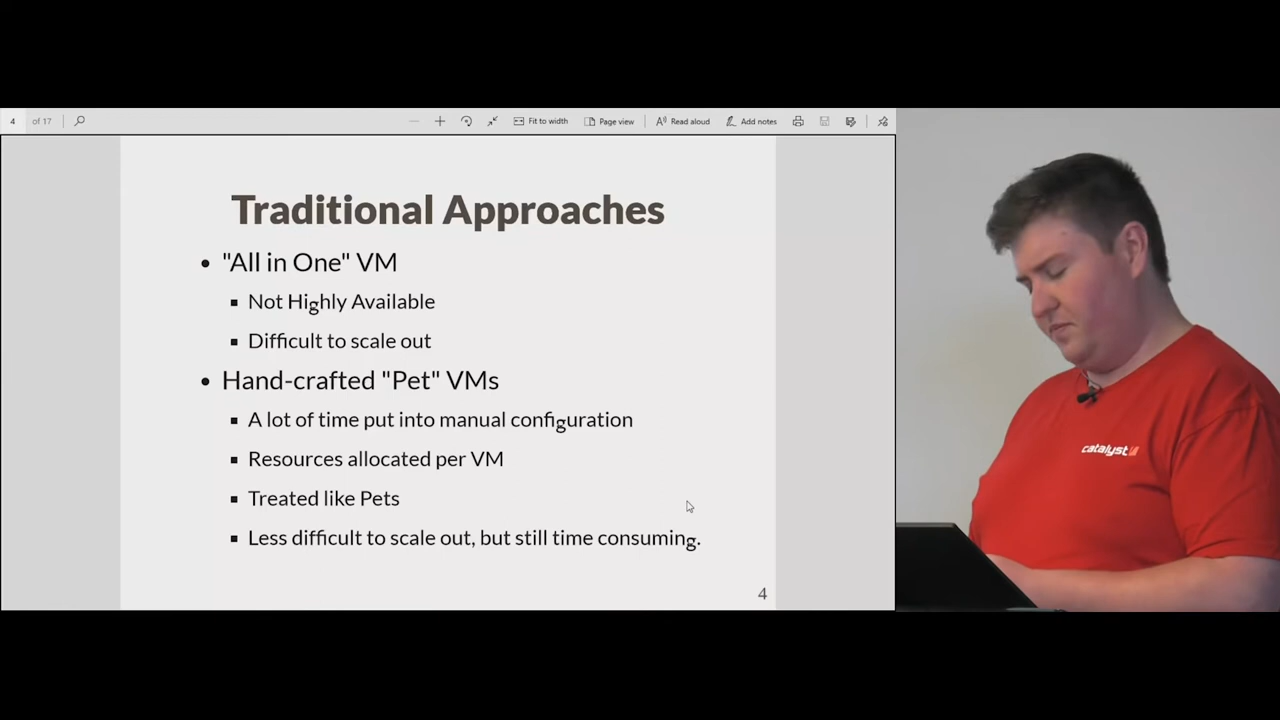 4 of 17 Fit to width Page view Read aloud Add notes
Traditional Approaches
"All in One" VM
Not Highly Available
Difficult to scale out
Hand-crafted "Pet" VMs
A lot of time put into manual configuration
Resources allocated per VM
Treated like Pets
Less difficult to scale out, but still time consuming.
4
catalyst